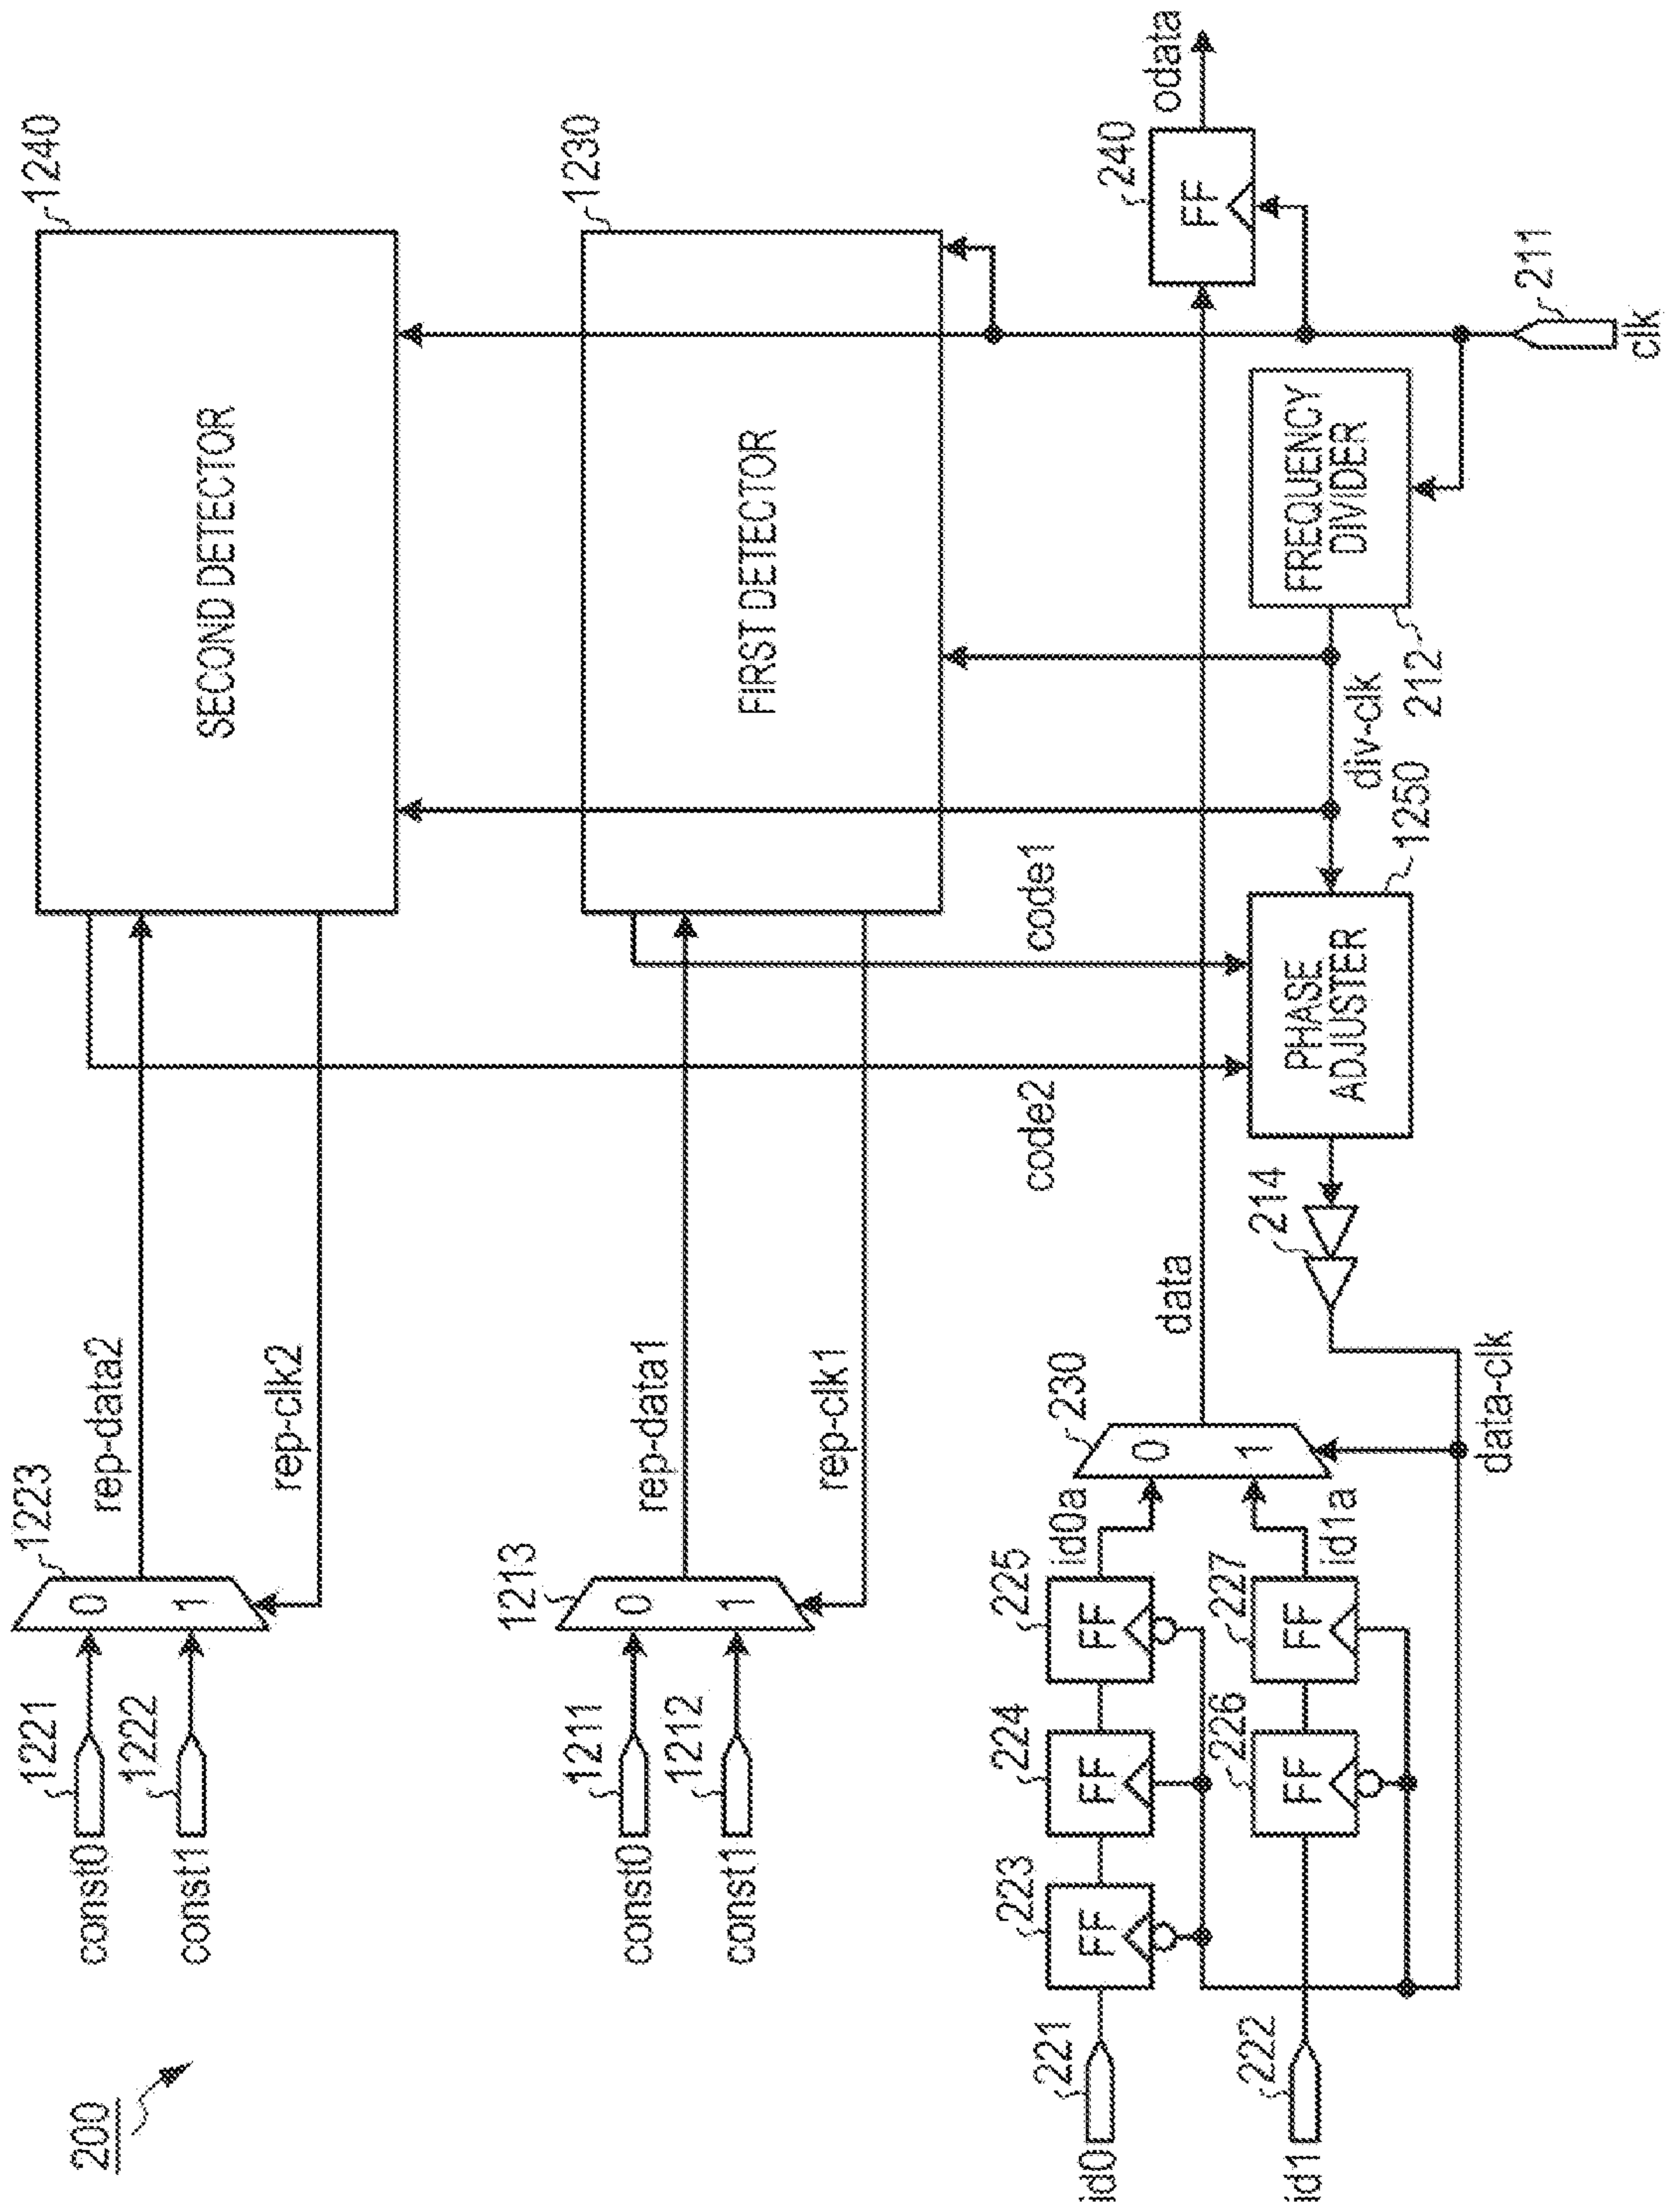 200
1221
const0
1222
const1
0
1
1223
rep-data2
rep-clk2
SECOND DETECTOR
1240
1211
const0
1212
const1
0
1
1213
rep-data1
rep-clk1
FIRST DETECTOR
1230
code2
code1
id0
221
223
FF
224
FF
225
FF
id0a
id1
222
226
FF
227
FF
id1a
0
1
230
data
data-clk
214
PHASE
ADJUSTER
1250
div-clk
212
FREQUENCY
DIVIDER
240
FF
odata
211
clk